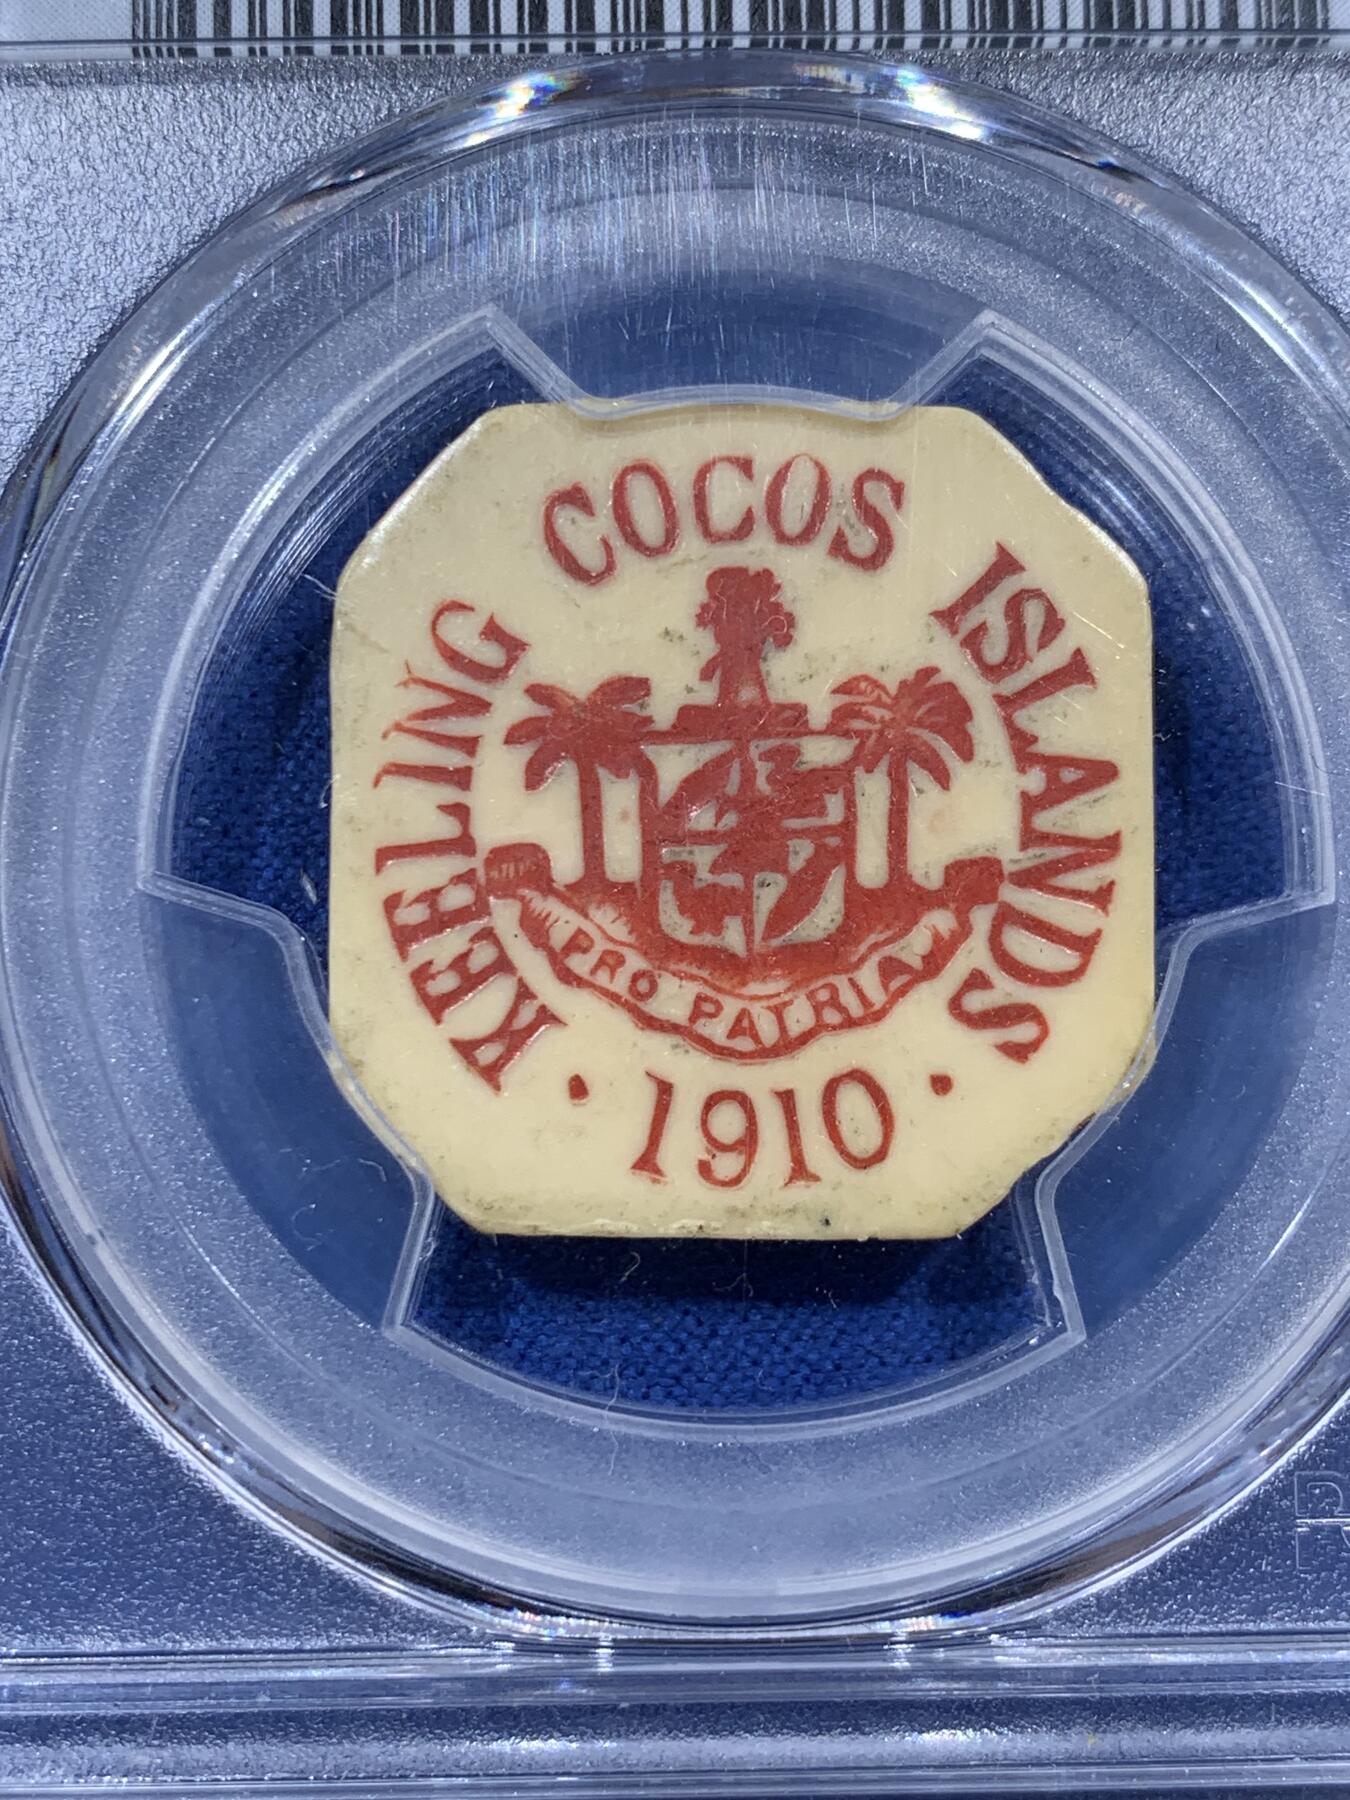 KEELING COCOS ISLANDS
PRO PATRIA
· 1910 ·